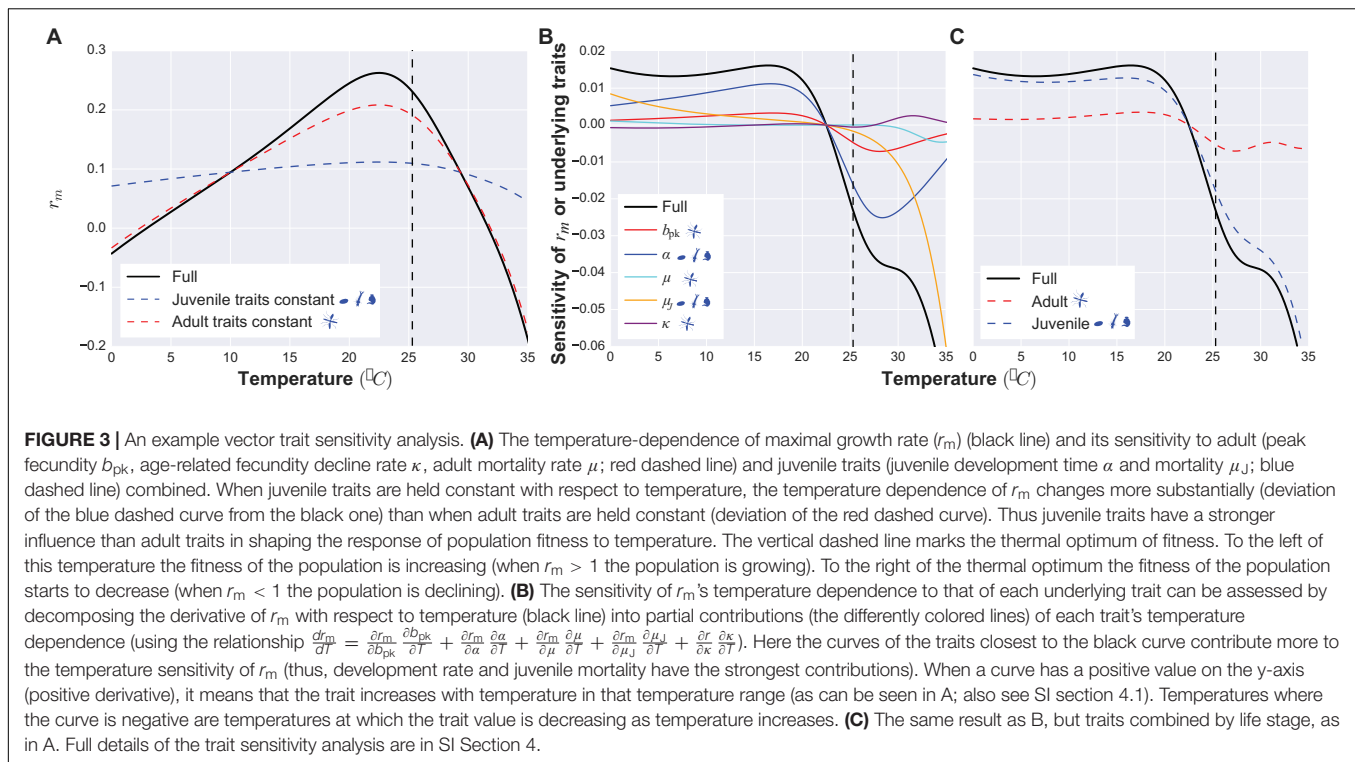 A
B
C
0.3
0.2
0.1
0.0
−0.1
−0.2
r_m
Full
Juvenile traits constant
Adult traits constant
0 5 10 15 20 25 30 35
Temperature (▯C)
0.02
0.01
0.00
−0.01
−0.02
−0.03
−0.04
−0.05
−0.06
Sensitivity of r_m or underlying traits
Full
b_pk
α
μ
μ_J
κ
0 5 10 15 20 25 30 35
Full
Adult
Juvenile
0 5 10 15 20 25 30 35
Temperature (▯C)
FIGURE 3 | An example vector trait sensitivity analysis. (A) The temperature-dependence of maximal growth rate (r_m) (black line) and its sensitivity to adult (peak
fecundity b_pk, age-related fecundity decline rate κ, adult mortality rate μ; red dashed line) and juvenile traits (juvenile development time α and mortality μ_J; blue
dashed line) combined. When juvenile traits are held constant with respect to temperature, the temperature dependence of r_m changes more substantially (deviation
of the blue dashed curve from the black one) than when adult traits are held constant (deviation of the red dashed curve). Thus juvenile traits have a stronger
influence than adult traits in shaping the response of population fitness to temperature. The vertical dashed line marks the thermal optimum of fitness. To the left of
this temperature the fitness of the population is increasing (when r_m > 1 the population is growing). To the right of the thermal optimum the fitness of the population
starts to decrease (when r_m < 1 the population is declining). (B) The sensitivity of r_m's temperature dependence to that of each underlying trait can be assessed by
decomposing the derivative of r_m with respect to temperature (black line) into partial contributions (the differently colored lines) of each trait's temperature
dependence (using the relationship dr_m/dT = ∂r_m/∂b_pk ∂b_pk/∂T + ∂r_m/∂α ∂α/∂T + ∂r_m/∂μ ∂μ/∂T + ∂r_m/∂μ_J ∂μ_J/∂T + ∂r/∂κ ∂κ/∂T). Here the curves of the traits closest to the black curve contribute more to
the temperature sensitivity of r_m (thus, development rate and juvenile mortality have the strongest contributions). When a curve has a positive value on the y-axis
(positive derivative), it means that the trait increases with temperature in that temperature range (as can be seen in A; also see SI section 4.1). Temperatures where
the curve is negative are temperatures at which the trait value is decreasing as temperature increases. (C) The same result as B, but traits combined by life stage, as
in A. Full details of the trait sensitivity analysis are in SI Section 4.